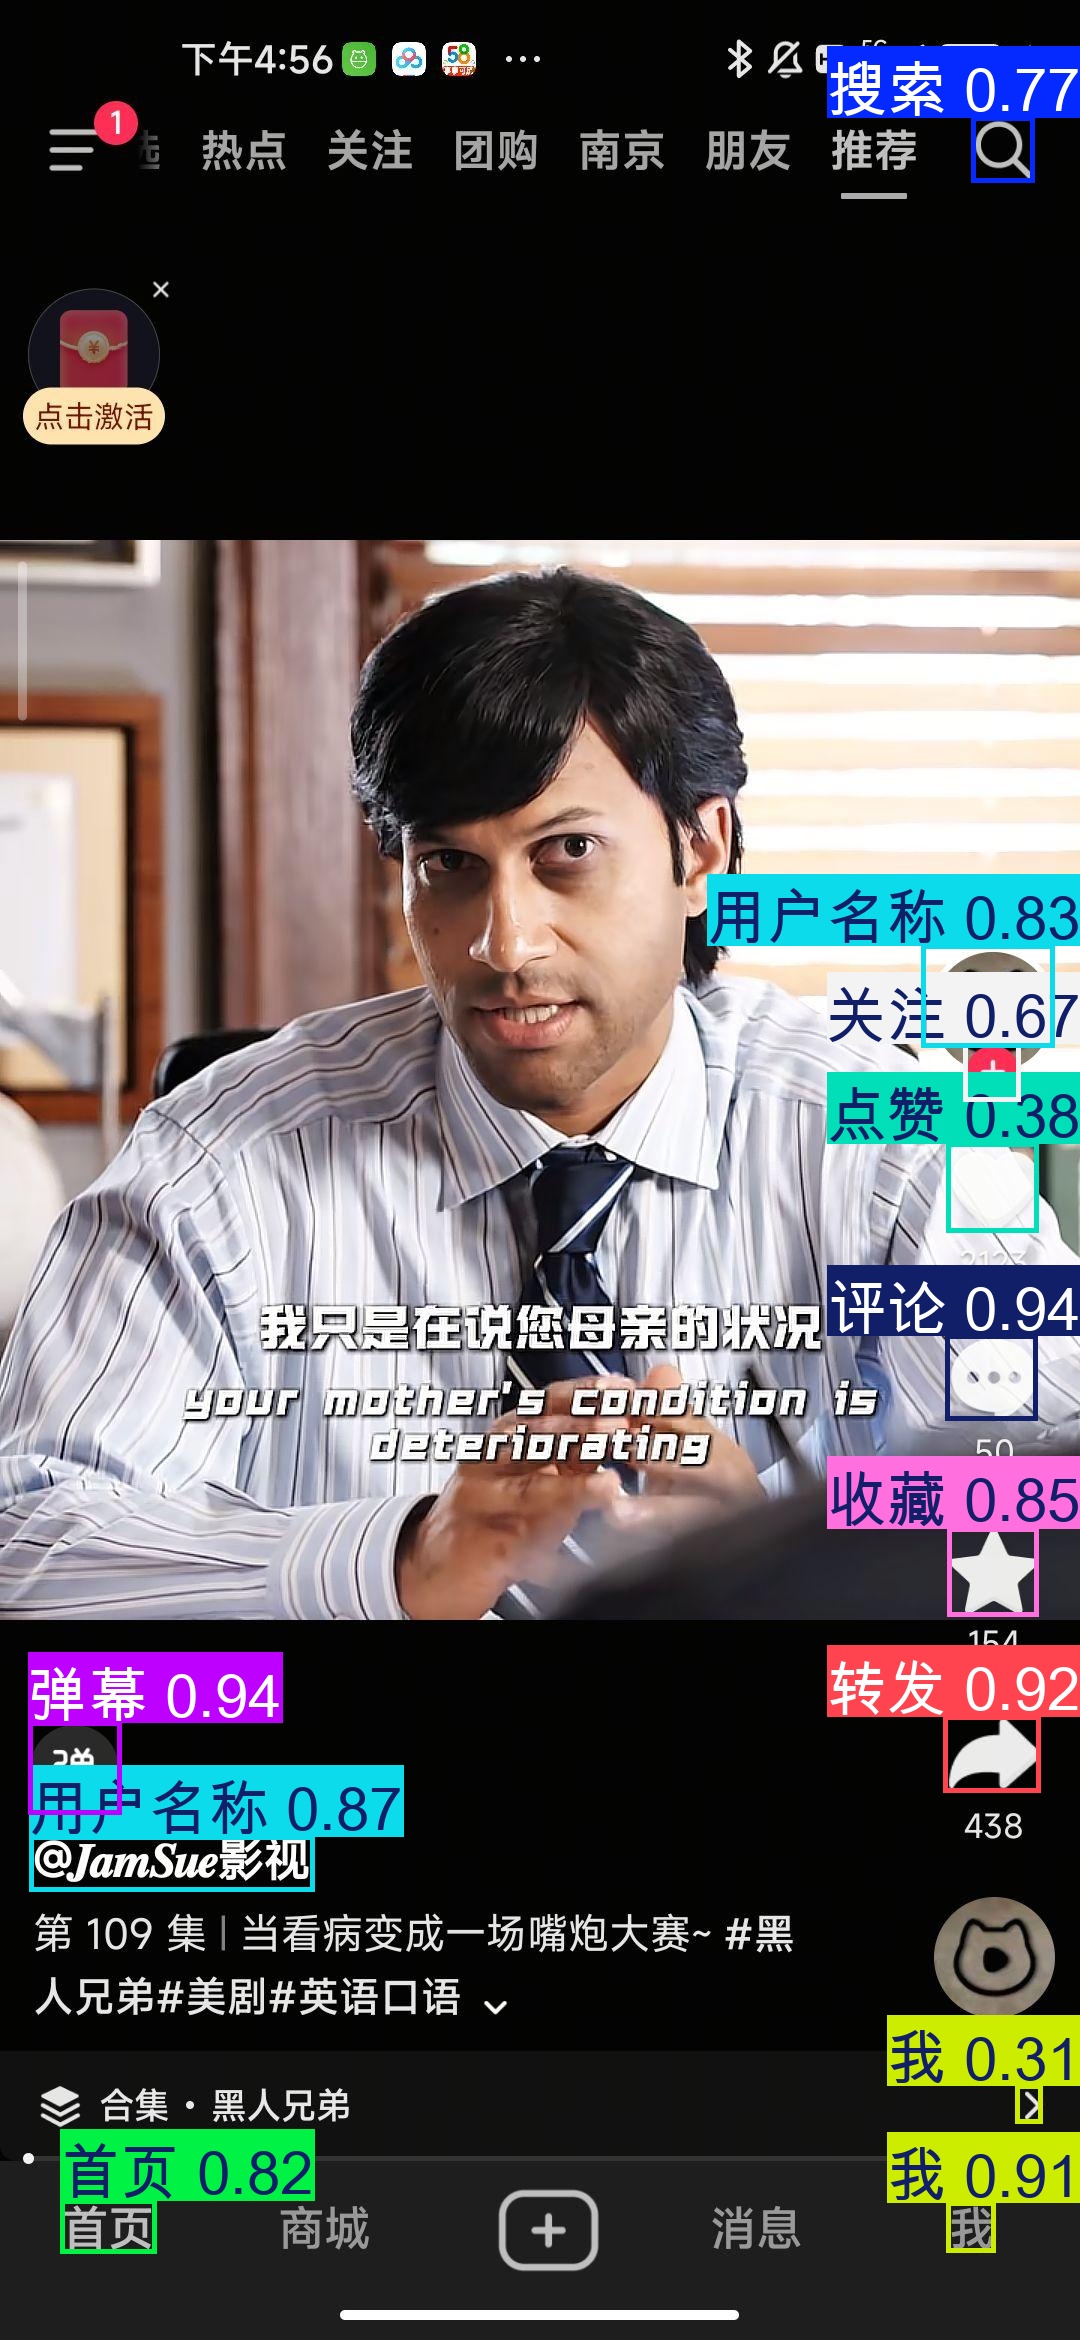 下午4:56
58
搜索 0.77
1
热点 关注 团购 南京 朋友 推荐
点击激活
用户名称 0.83
关注 0.67
点赞 0.38
我只是在说您母亲的状况
your mother's condition is
deteriorating
评论 0.94
50
收藏 0.85
154
弹幕 0.94
转发 0.92
弹
用户名称 0.87
438
@JamSue影视
第 109 集 | 当看病变成一场嘴炮大赛~ #黑
人兄弟#美剧#英语口语
我 0.31
合集 · 黑人兄弟
首页 0.82
我 0.91
首页 商城 消息 我